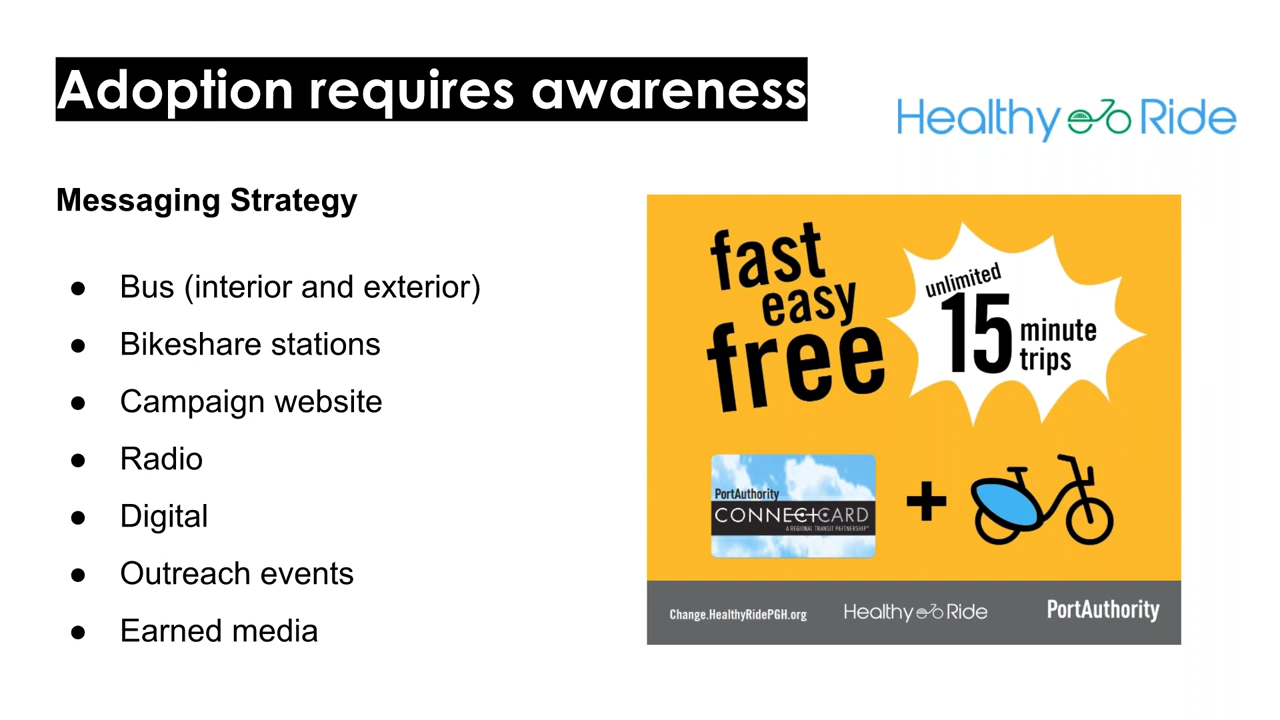 Adoption requires awareness
Healthy Ride
Messaging Strategy
● Bus (interior and exterior)
● Bikeshare stations
● Campaign website
● Radio
● Digital
● Outreach events
● Earned media
fast
easy
free
unlimited
15 minute
trips
PortAuthority
CONNECTCARD
A REGIONAL TRANSIT PARTNERSHIP
+
Change.HealthyRidePGH.org
Healthy Ride
PortAuthority